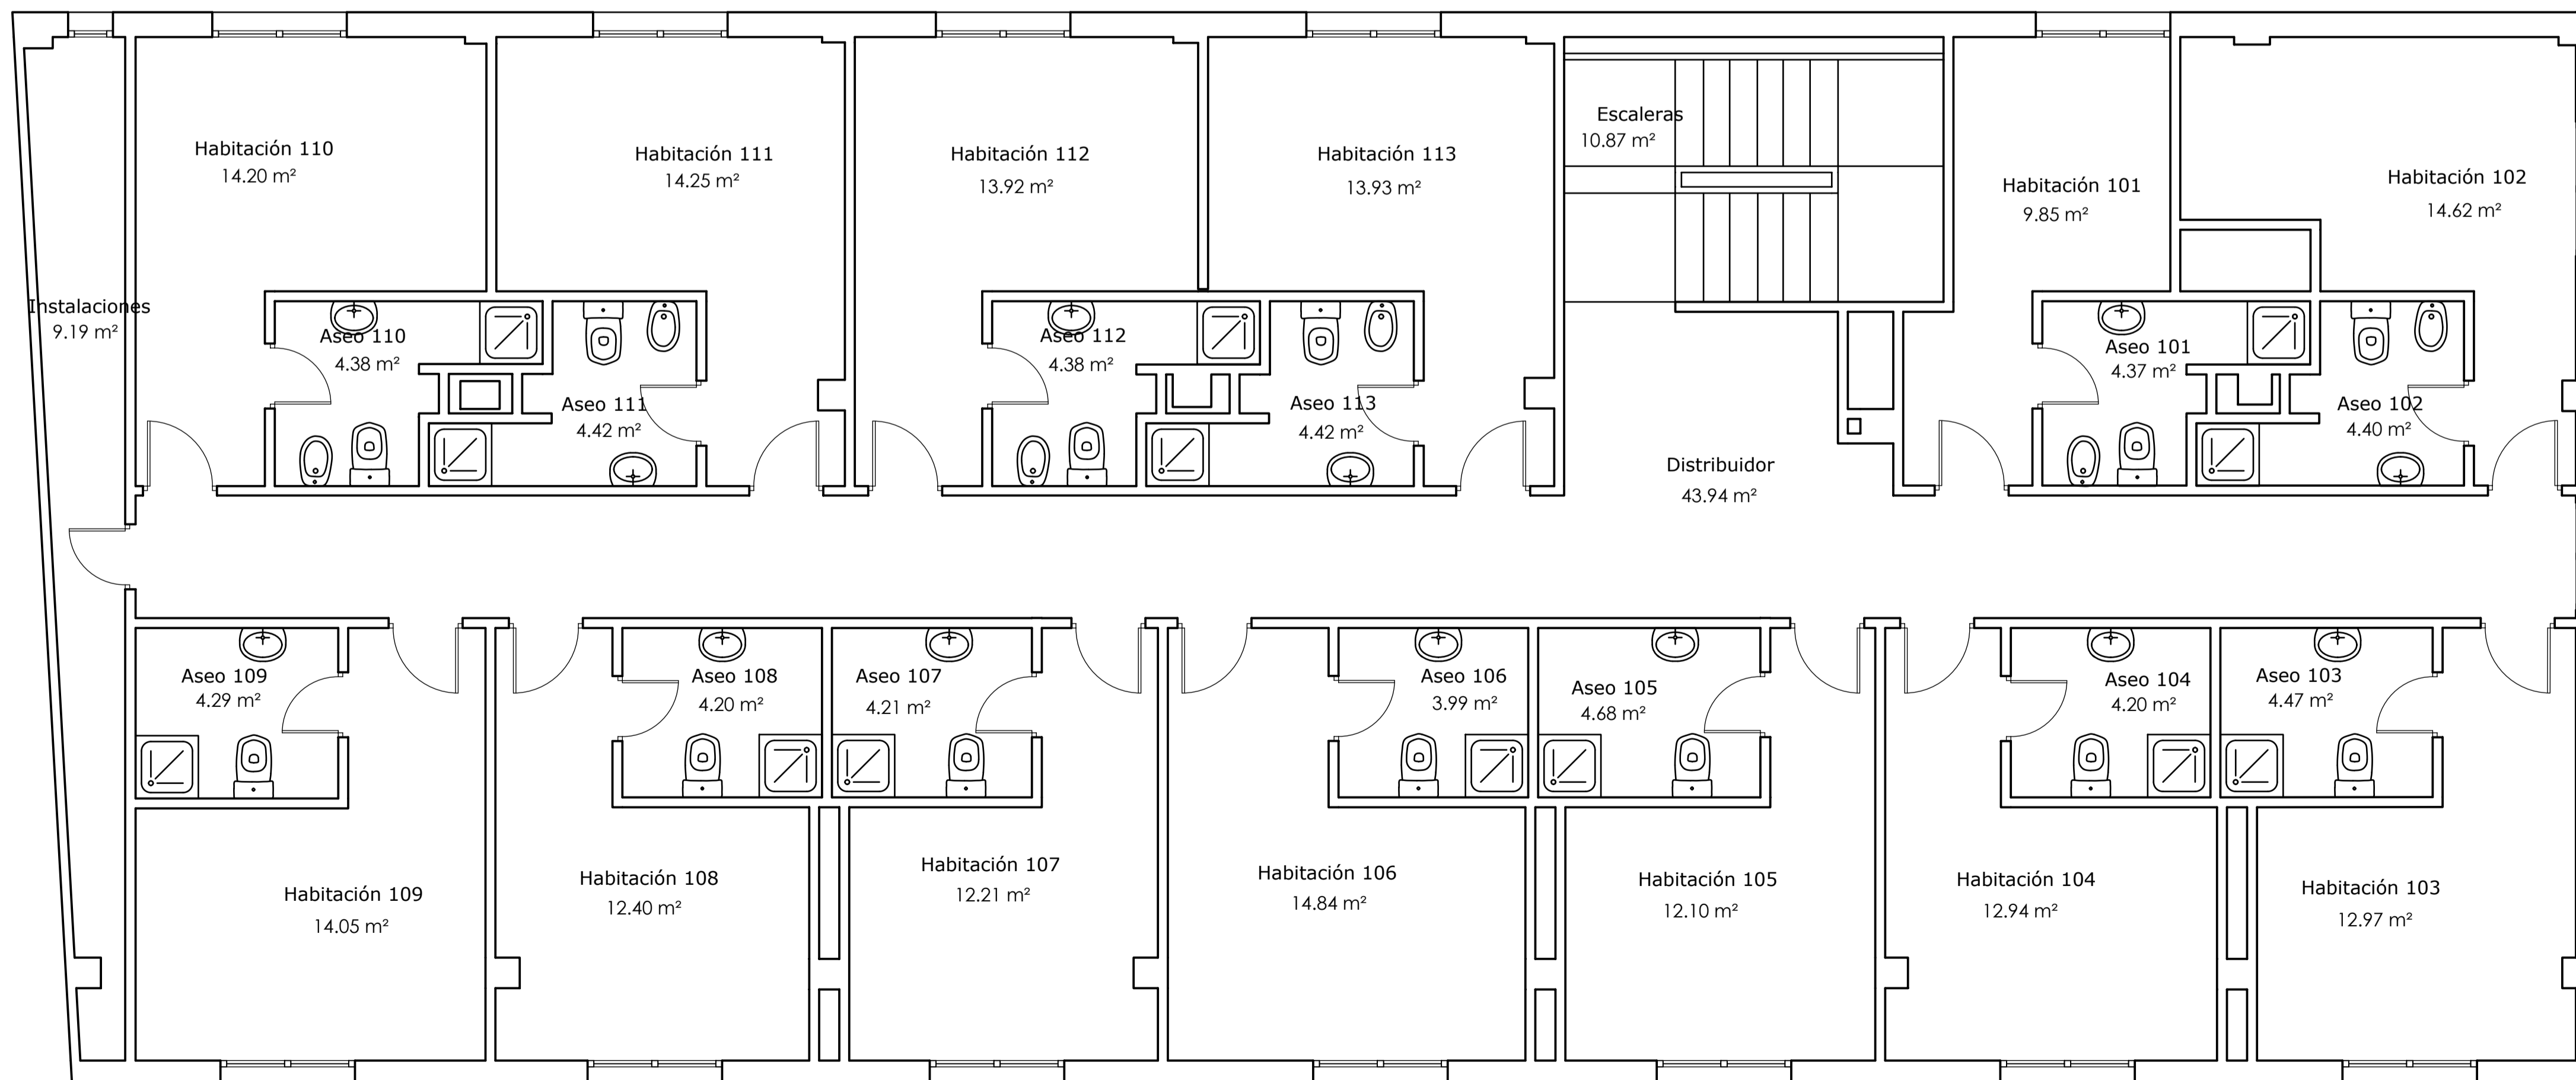 Habitación 110
14.20 m²
Habitación 111
14.25 m²
Habitación 112
13.92 m²
Habitación 113
13.93 m²
Escaleras
10.87 m²
Habitación 101
9.85 m²
Habitación 102
14.62 m²
Instalaciones
9.19 m²
Aseo 110
4.38 m²
Aseo 111
4.42 m²
Aseo 112
4.38 m²
Aseo 113
4.42 m²
Distribuidor
43.94 m²
Aseo 101
4.37 m²
Aseo 102
4.40 m²
Aseo 109
4.29 m²
Aseo 108
4.20 m²
Aseo 107
4.21 m²
Aseo 106
3.99 m²
Aseo 105
4.68 m²
Aseo 104
4.20 m²
Aseo 103
4.47 m²
Habitación 109
14.05 m²
Habitación 108
12.40 m²
Habitación 107
12.21 m²
Habitación 106
14.84 m²
Habitación 105
12.10 m²
Habitación 104
12.94 m²
Habitación 103
12.97 m²